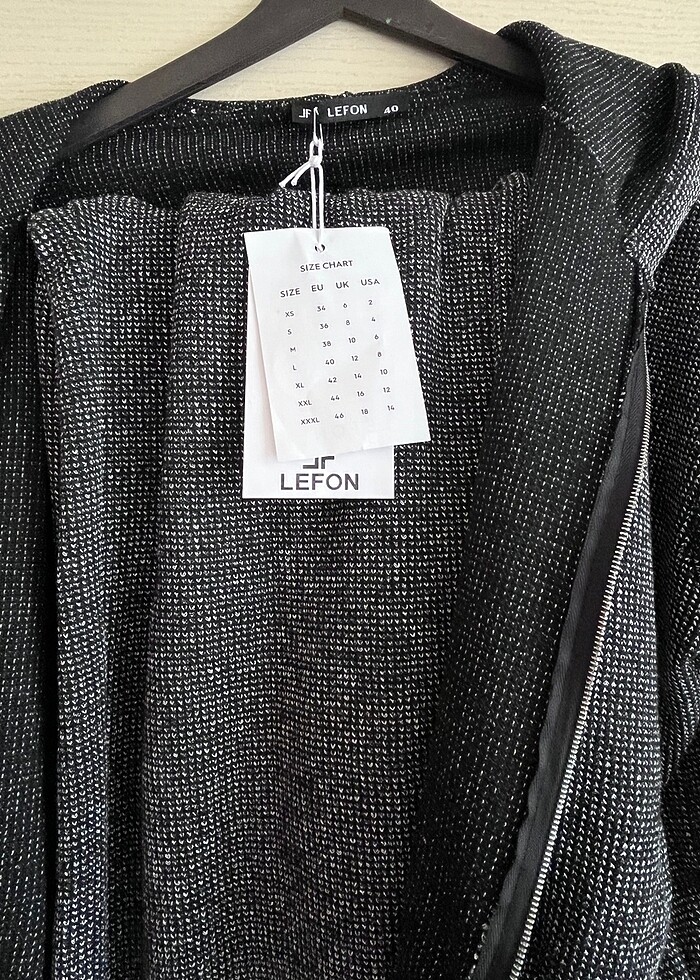 LEFON 40
SIZE CHART
SIZE EU UK USA
XS 34 6 2
S 36 8 4
M 38 10 6
L 40 12 8
XL 42 14 10
XXL 44 16 12
XXXL 46 18 14
LEFON